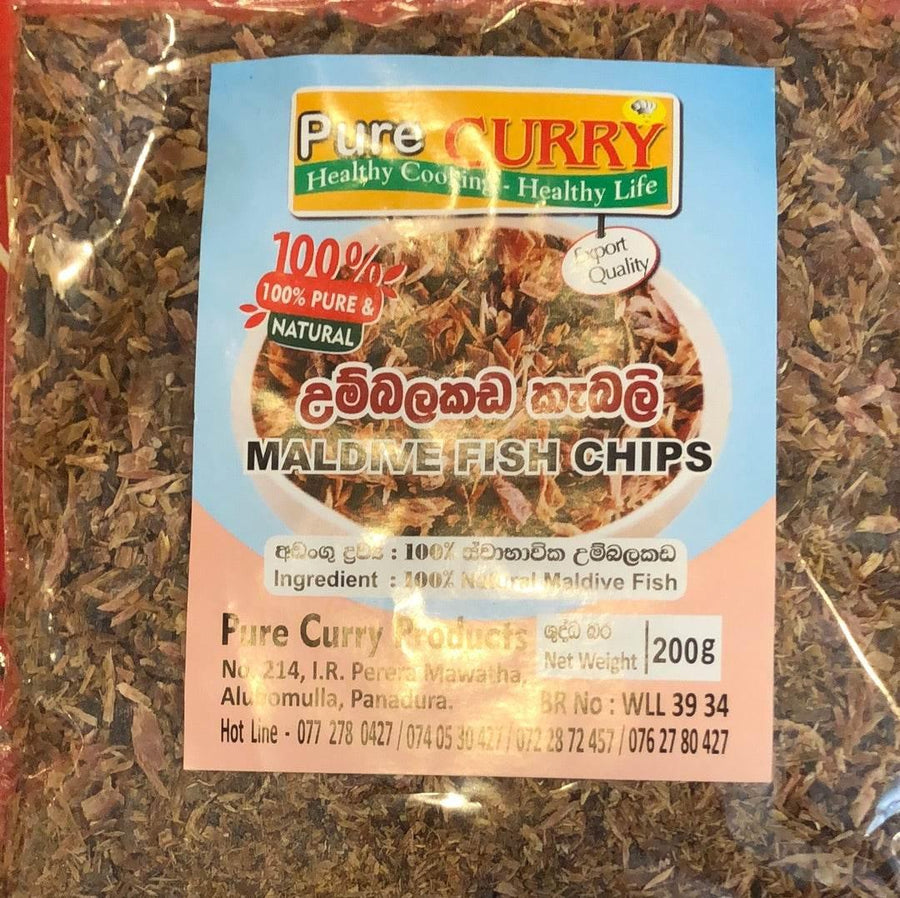 Pure CURRY
Healthy Cooking - Healthy Life
Export
Quality
100%
100% PURE &
NATURAL
උම්බලකඩ කැබලි
MALDIVE FISH CHIPS
අඩංගු ද්‍රව්‍ය : 100% ස්වාභාවික උම්බලකඩ
Ingredient : 100% Natural Maldive Fish
Pure Curry Products
No, 214, I.R. Perera Mawatha,
Alubomulla, Panadura.
ශුද්ධ බර
Net Weight
200g
BR No : WLL 39 34
Hot Line - 077 278 0427 / 074 05 30 427 / 072 28 72 457 / 076 27 80 427